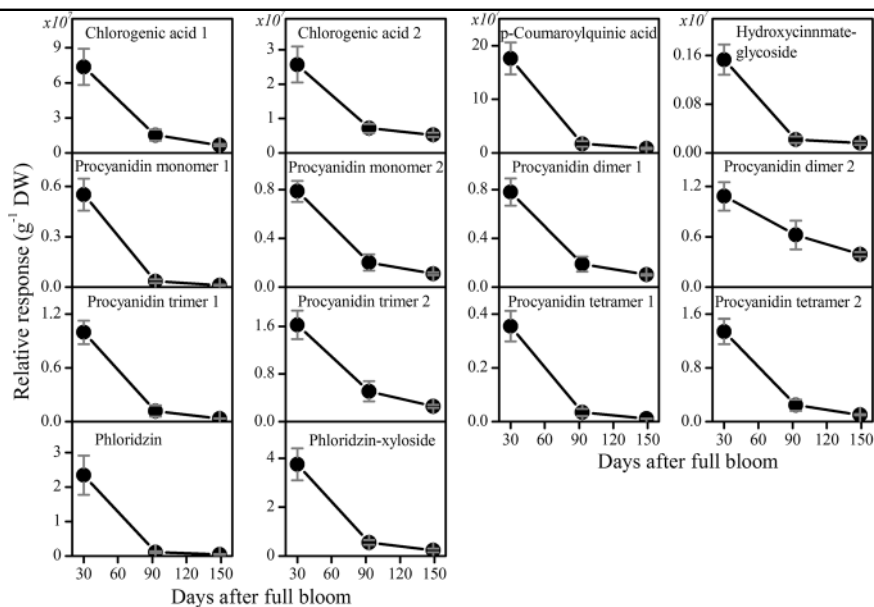 x10⁷
Chlorogenic acid 1
9
6
3
0
x10⁷
Chlorogenic acid 2
3
2
1
0
x10⁷
p-Coumaroylquinic acid
20
10
0
x10⁷
Hydroxycinnmate-
glycoside
0.16
0.08
0.00
Procyanidin monomer 1
0.6
0.3
0.0
Procyanidin monomer 2
0.8
0.4
0.0
Procyanidin dimer 1
0.8
0.4
0.0
Procyanidin dimer 2
1.2
0.6
0.0
Relative response (g⁻¹ DW)
Procyanidin trimer 1
1.2
0.6
0.0
Procyanidin trimer 2
1.6
0.8
0.0
Procyanidin tetramer 1
0.4
0.2
0.0
Procyanidin tetramer 2
1.6
0.8
0.0
30 60 90 120 150
30 60 90 120 150
Days after full bloom
Phloridzin
3
2
1
0
Phloridzin-xyloside
4
2
0
30 60 90 120 150
30 60 90 120 150
Days after full bloom